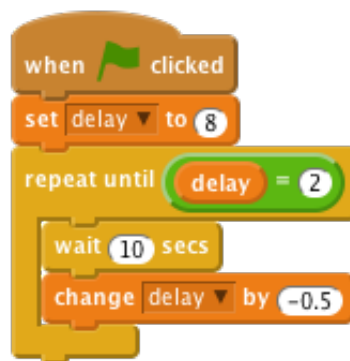 when clicked
set delay to 8
repeat until delay = 2
wait 10 secs
change delay by -0.5